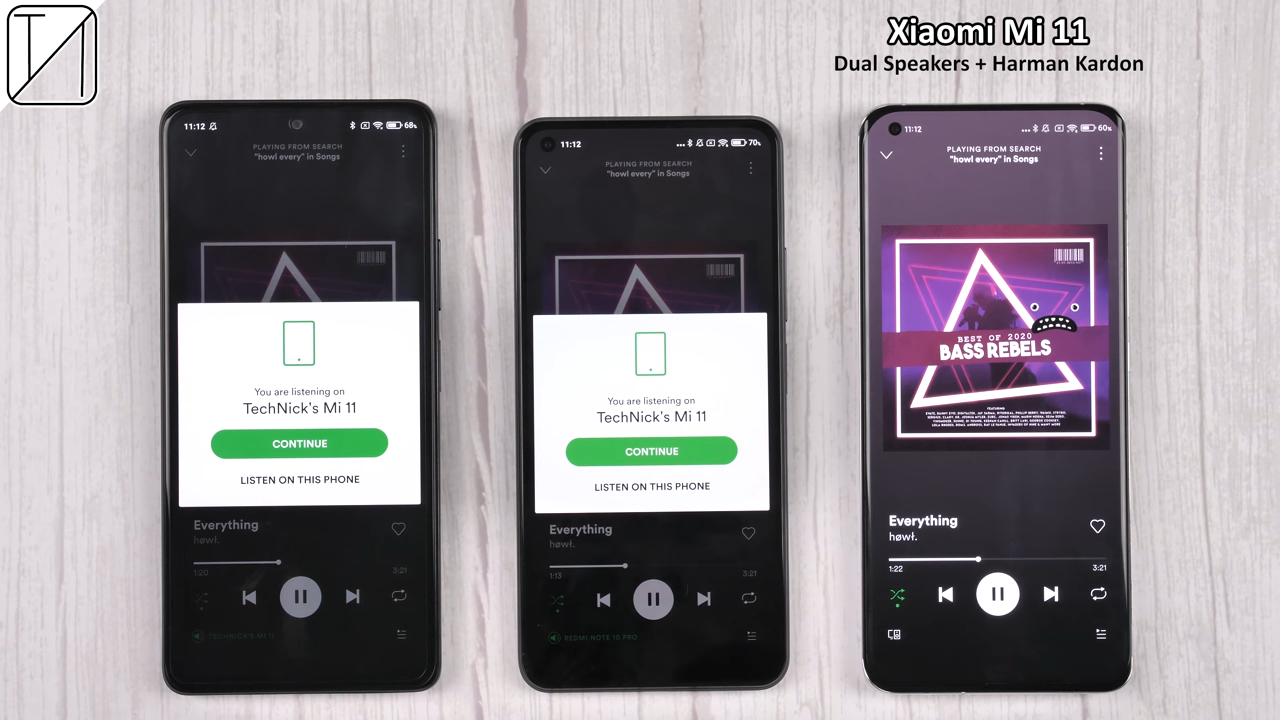 Xiaomi Mi 11
Dual Speakers + Harman Kardon
11:12
68%
PLAYING FROM SEARCH
"howl every" in Songs
You are listening on
TechNick's Mi 11
CONTINUE
LISTEN ON THIS PHONE
Everything
høwł.
1:20
3:21
TECHNICK'S MI 11
11:12
70%
PLAYING FROM SEARCH
"howl every" in Songs
You are listening on
TechNick's Mi 11
CONTINUE
LISTEN ON THIS PHONE
Everything
høwł.
1:13
3:21
REDMI NOTE 10 PRO
11:12
60%
PLAYING FROM SEARCH
"howl every" in Songs
BEST OF 2020
BASS REBELS
FEATURING
Everything
høwł.
1:22
3:21